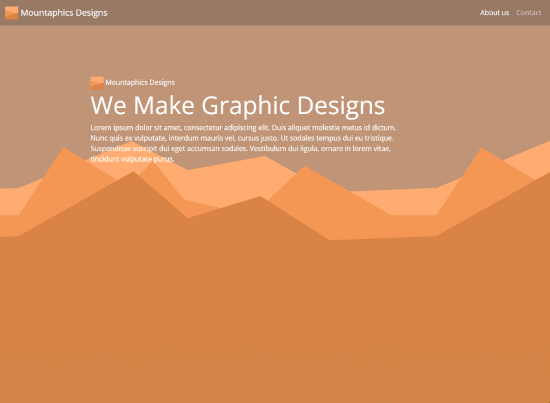 Mountaphics Designs
About us Contact
Mountaphics Designs
We Make Graphic Designs
Lorem ipsum dolor sit amet, consectetur adipiscing elit. Duis aliquet molestie metus id dictum.
Nunc quis ex vulputate, interdum mauris vel, cursus justo. Ut sodales tempus dui eu tristique.
Suspendisse suscipit dui eget accumsan sodales. Vestibulum dui ligula, ornare in lorem vitae,
tincidunt vulputate purus.